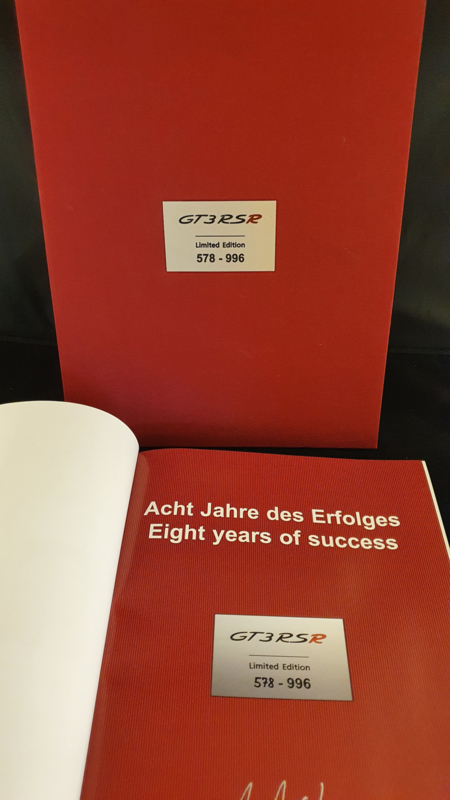 GT3RSR
Limited Edition
578 - 996
Acht Jahre des Erfolges
Eight years of success
GT3RSR
Limited Edition
578 - 996